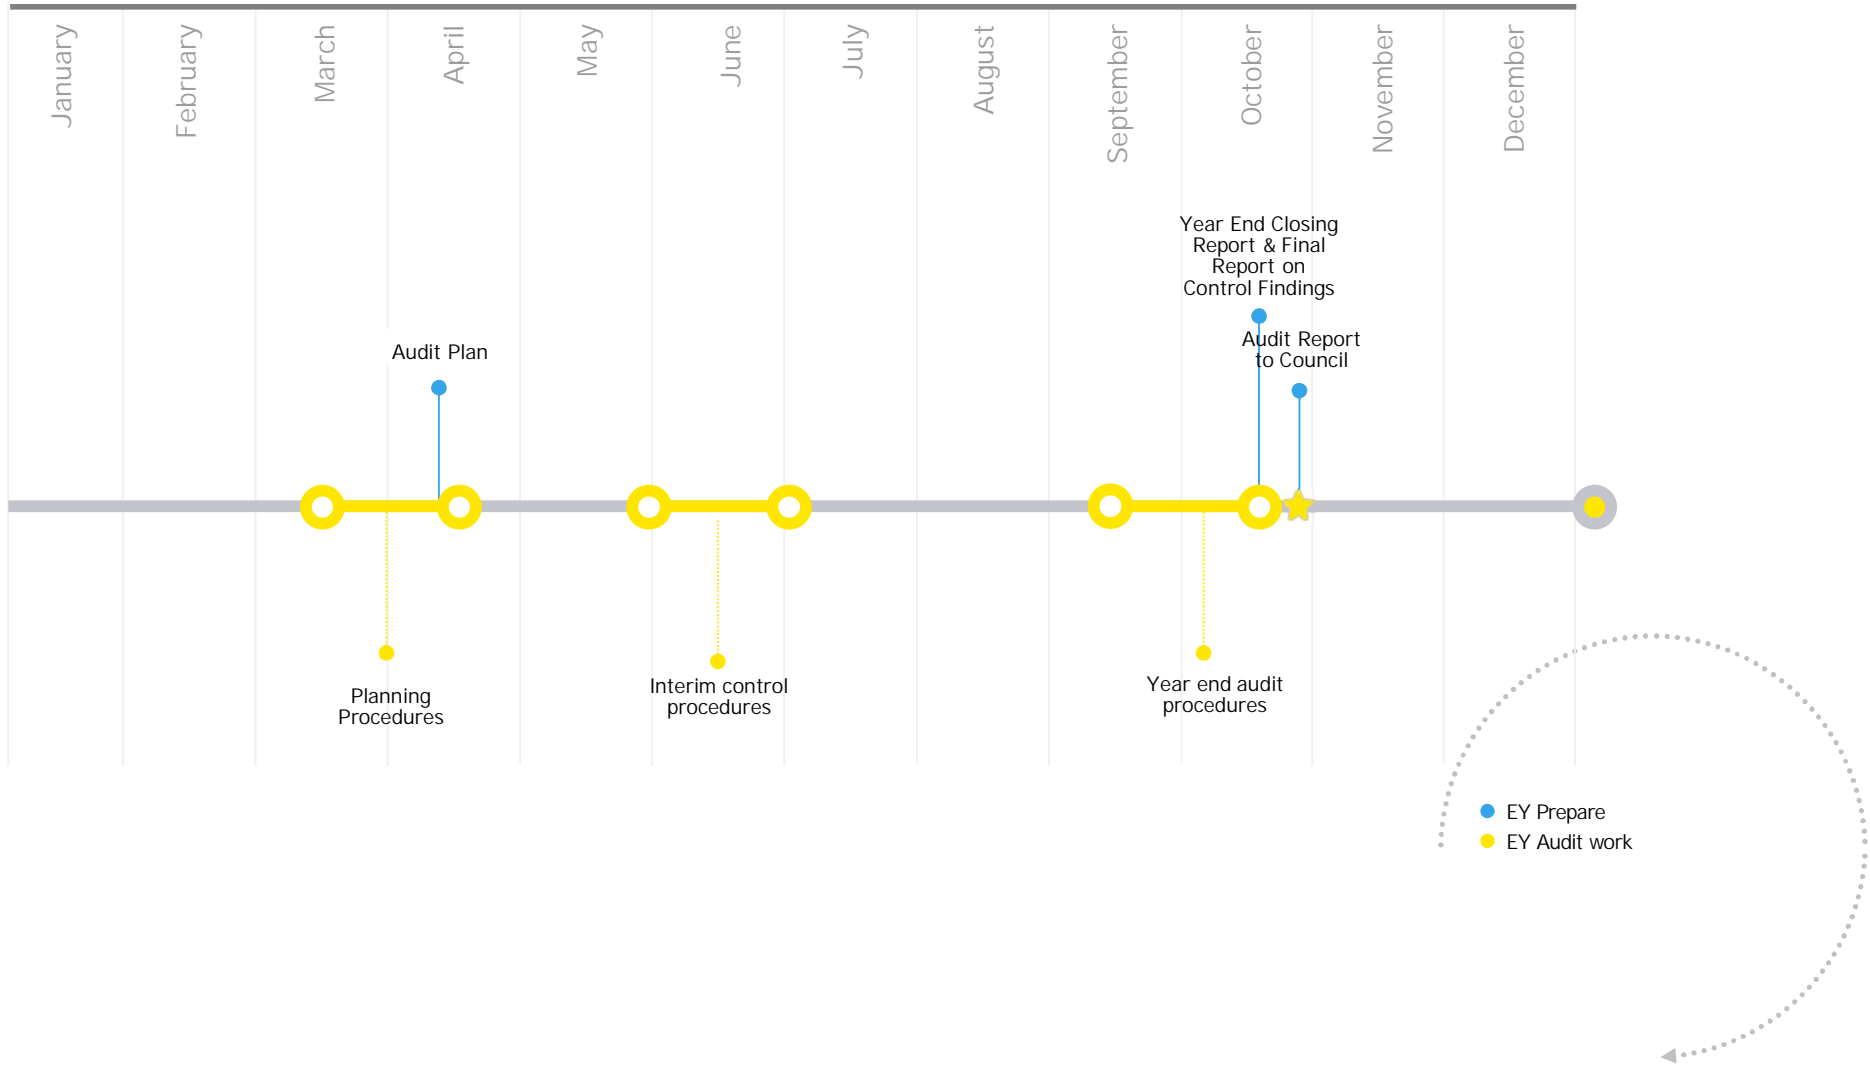 January
February
March
April
May
June
July
August
September
October
November
December
Year End Closing
Report & Final
Report on
Control Findings
Audit Report
to Council
Audit Plan
Planning
Procedures
Interim control
procedures
Year end audit
procedures
EY Prepare
EY Audit work